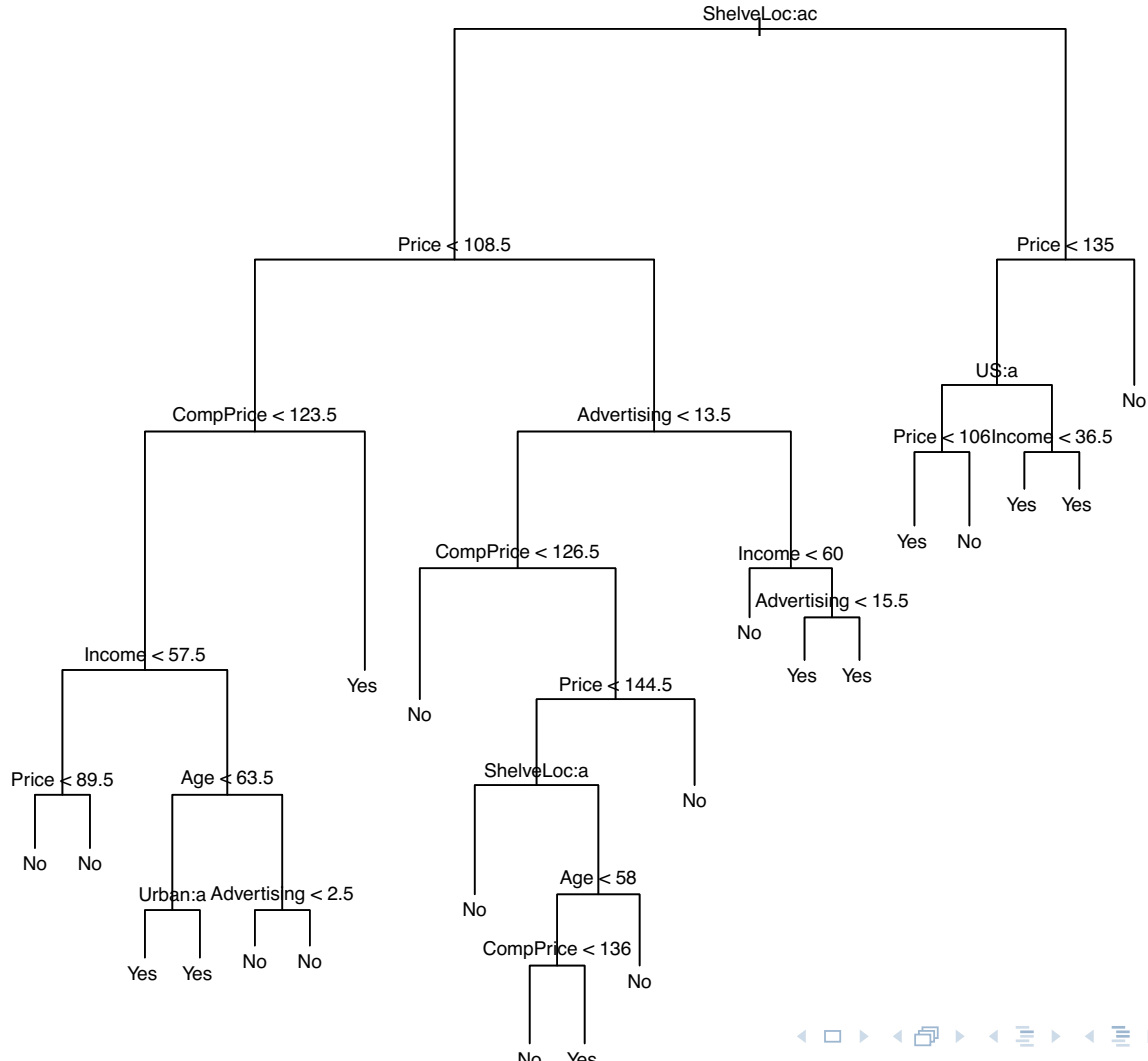 ShelveLoc:ac
Price < 108.5
Price < 135
US:a
No
CompPrice < 123.5
Advertising < 13.5
Price < 106
Income < 36.5
Yes
Yes
Yes
No
CompPrice < 126.5
Income < 60
Advertising < 15.5
No
Yes
Yes
Income < 57.5
Yes
No
Price < 144.5
Price < 89.5
Age < 63.5
ShelveLoc:a
No
No
No
Urban:a
Advertising < 2.5
No
Age < 58
Yes
Yes
No
No
CompPrice < 136
No
No
Yes